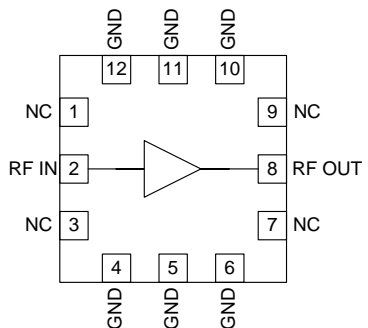 GND GND GND
12 11 10
NC 1 9 NC
RF IN 2 8 RF OUT
NC 3 7 NC
4 5 6
GND GND GND